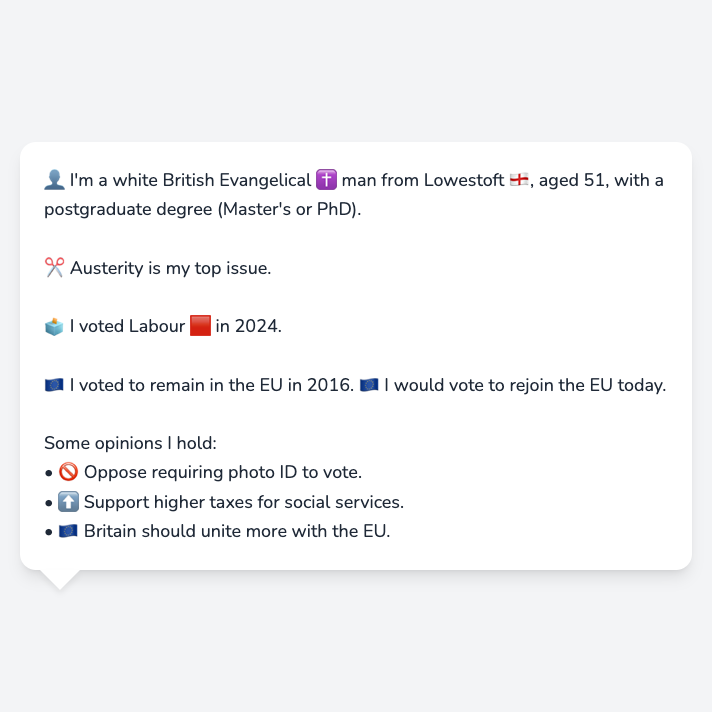 👤 I'm a white British Evangelical ✝️ man from Lowestoft 🏴󠁧󠁢󠁥󠁮󠁧󠁿, aged 51, with a
postgraduate degree (Master's or PhD).
✂️ Austerity is my top issue.
🗳️ I voted Labour 🟥 in 2024.
🇪🇺 I voted to remain in the EU in 2016. 🇪🇺 I would vote to rejoin the EU today.
Some opinions I hold:
• 🚫 Oppose requiring photo ID to vote.
• ⬆️ Support higher taxes for social services.
• 🇪🇺 Britain should unite more with the EU.